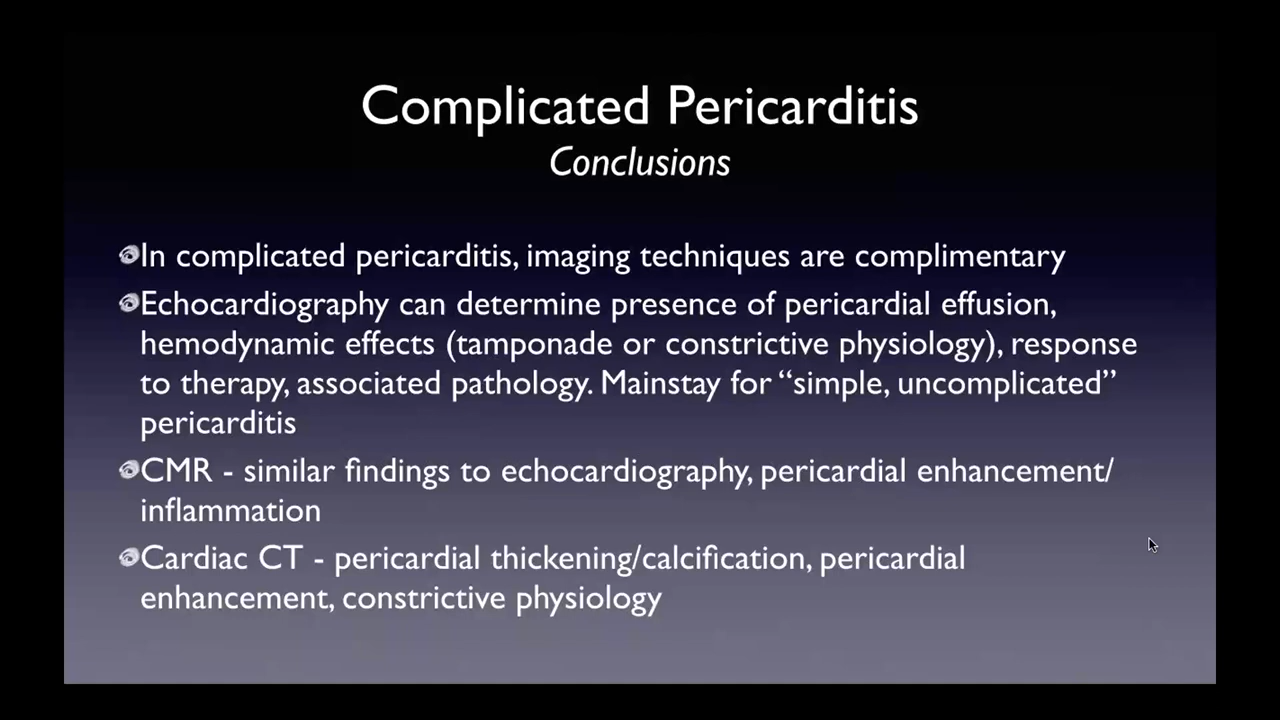 Complicated Pericarditis
Conclusions
In complicated pericarditis, imaging techniques are complimentary
Echocardiography can determine presence of pericardial effusion,
hemodynamic effects (tamponade or constrictive physiology), response
to therapy, associated pathology. Mainstay for “simple, uncomplicated”
pericarditis
CMR - similar findings to echocardiography, pericardial enhancement/
inflammation
Cardiac CT - pericardial thickening/calcification, pericardial
enhancement, constrictive physiology